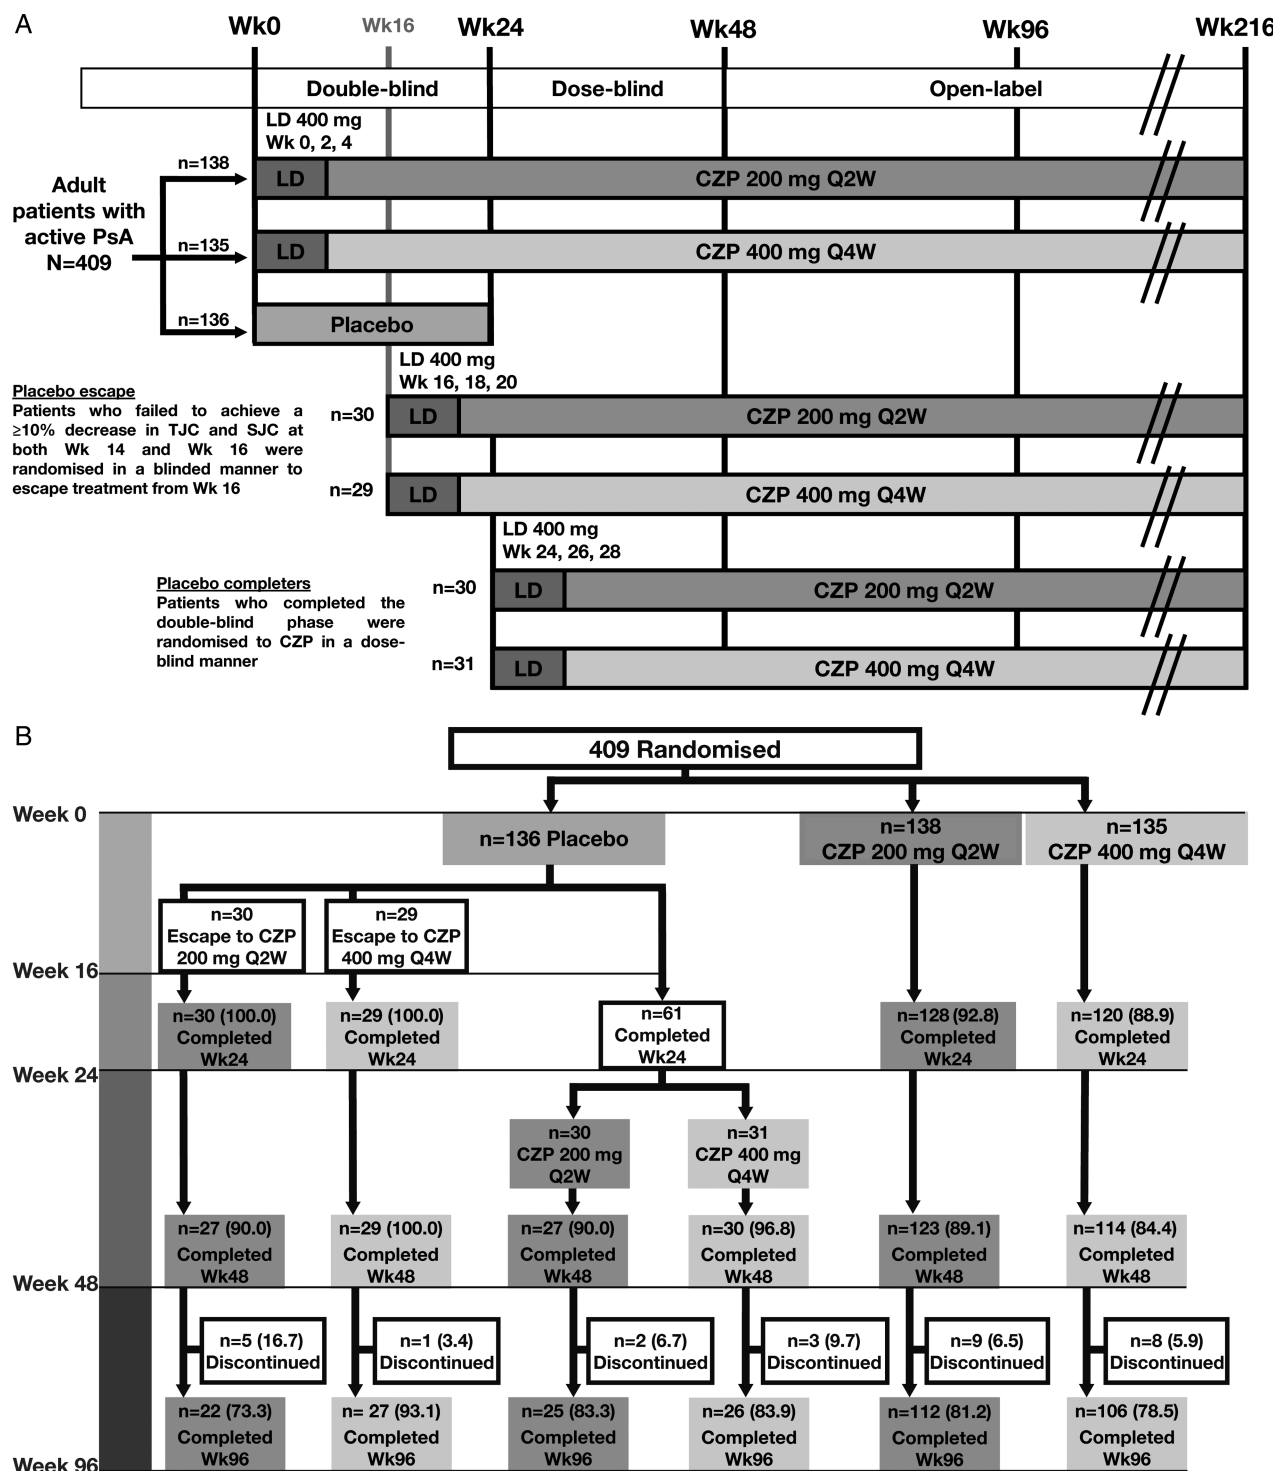 A
Wk0
Wk16
Wk24
Wk48
Wk96
Wk216
Double-blind
Dose-blind
Open-label
LD 400 mg
Wk 0, 2, 4
Adult
patients with
active PsA
N=409
n=138
LD
CZP 200 mg Q2W
n=135
LD
CZP 400 mg Q4W
n=136
Placebo
LD 400 mg
Wk 16, 18, 20
Placebo escape
Patients who failed to achieve a
≥10% decrease in TJC and SJC at
both Wk 14 and Wk 16 were
randomised in a blinded manner to
escape treatment from Wk 16
n=30
LD
CZP 200 mg Q2W
n=29
LD
CZP 400 mg Q4W
LD 400 mg
Wk 24, 26, 28
Placebo completers
Patients who completed the
double-blind phase were
randomised to CZP in a dose-
blind manner
n=30
LD
CZP 200 mg Q2W
n=31
LD
CZP 400 mg Q4W
B
409 Randomised
Week 0
n=136 Placebo
n=138
CZP 200 mg Q2W
n=135
CZP 400 mg Q4W
n=30
Escape to CZP
200 mg Q2W
n=29
Escape to CZP
400 mg Q4W
Week 16
n=30 (100.0)
Completed
Wk24
n=29 (100.0)
Completed
Wk24
n=61
Completed
Wk24
n=128 (92.8)
Completed
Wk24
n=120 (88.9)
Completed
Wk24
Week 24
n=30
CZP 200 mg
Q2W
n=31
CZP 400 mg
Q4W
n=27 (90.0)
Completed
Wk48
n=29 (100.0)
Completed
Wk48
n=27 (90.0)
Completed
Wk48
n=30 (96.8)
Completed
Wk48
n=123 (89.1)
Completed
Wk48
n=114 (84.4)
Completed
Wk48
Week 48
n=5 (16.7)
Discontinued
n=1 (3.4)
Discontinued
n=2 (6.7)
Discontinued
n=3 (9.7)
Discontinued
n=9 (6.5)
Discontinued
n=8 (5.9)
Discontinued
n=22 (73.3)
Completed
Wk96
n= 27 (93.1)
Completed
Wk96
n=25 (83.3)
Completed
Wk96
n=26 (83.9)
Completed
Wk96
n=112 (81.2)
Completed
Wk96
n=106 (78.5)
Completed
Wk96
Week 96